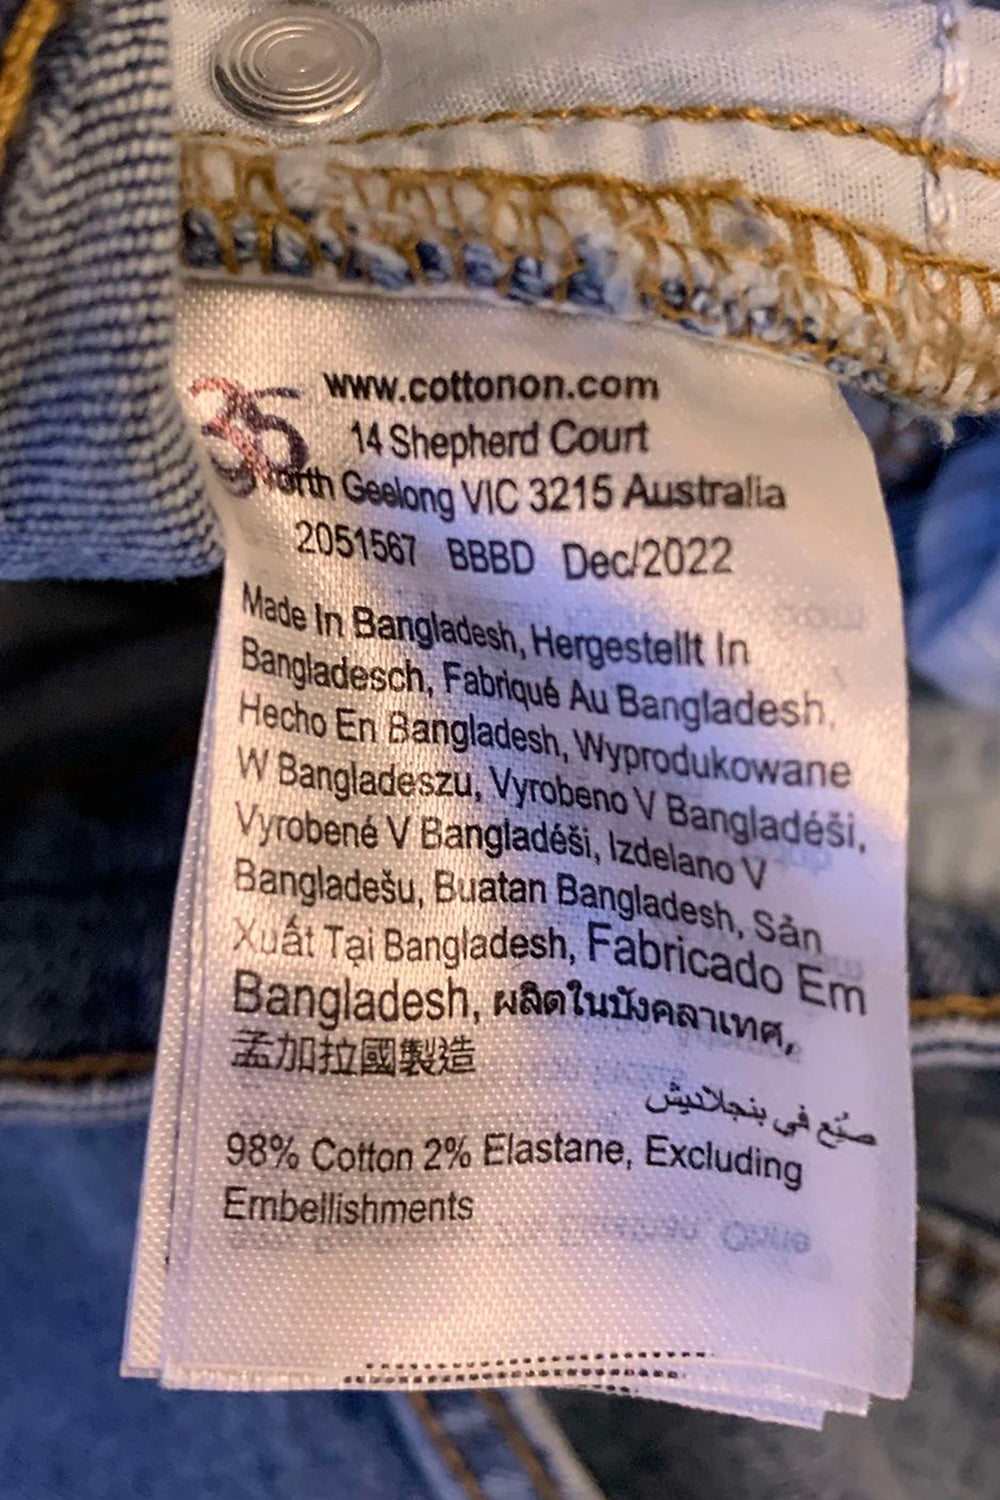 www.cottonon.com
35
14 Shepherd Court
North Geelong VIC 3215 Australia
2051567 BBBD Dec/2022
Made In Bangladesh, Hergestellt In
Bangladesch, Fabriqué Au Bangladesh,
Hecho En Bangladesh, Wyprodukowane
W Bangladeszu, Vyrobeno V Bangladéši,
Vyrobené V Bangladéši, Izdelano V
Bangladešu, Buatan Bangladesh, Sản
Xuất Tại Bangladesh, Fabricado Em
Bangladesh, ผลิตในบังคลาเทศ,
孟加拉國製造
صُنِع في بنجلاديش
98% Cotton 2% Elastane, Excluding
Embellishments